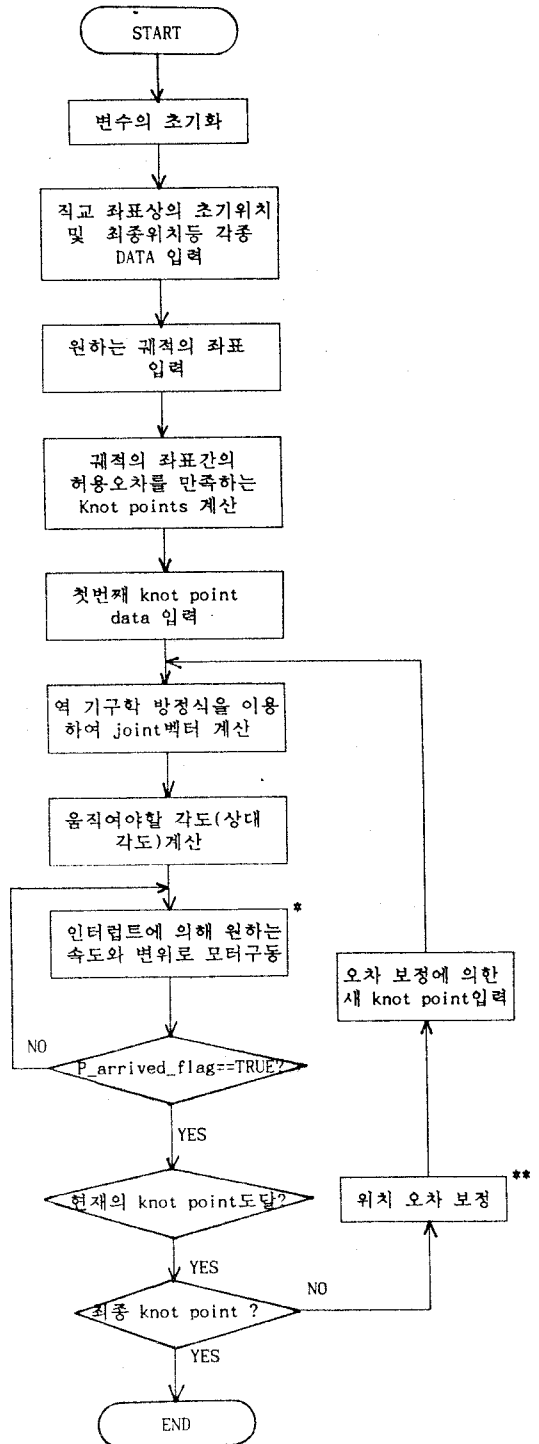 START
변수의 초기화
직교 좌표상의 초기위치
및 최종위치등 각종
DATA 입력
원하는 궤적의 좌표
입력
궤적의 좌표간의
허용오차를 만족하는
Knot points 계산
첫번째 knot point
data 입력
역 기구학 방정식을 이용
하여 joint벡터 계산
움직여야할 각도(상대
각도)계산
인터럽트에 의해 원하는 *
속도와 변위로 모터구동
NO
P_arrived_flag==TRUE?
YES
현재의 knot point도달?
YES
최종 knot point ?
NO
YES
END
위치 오차 보정 **
오차 보정에 의한
새 knot point입력